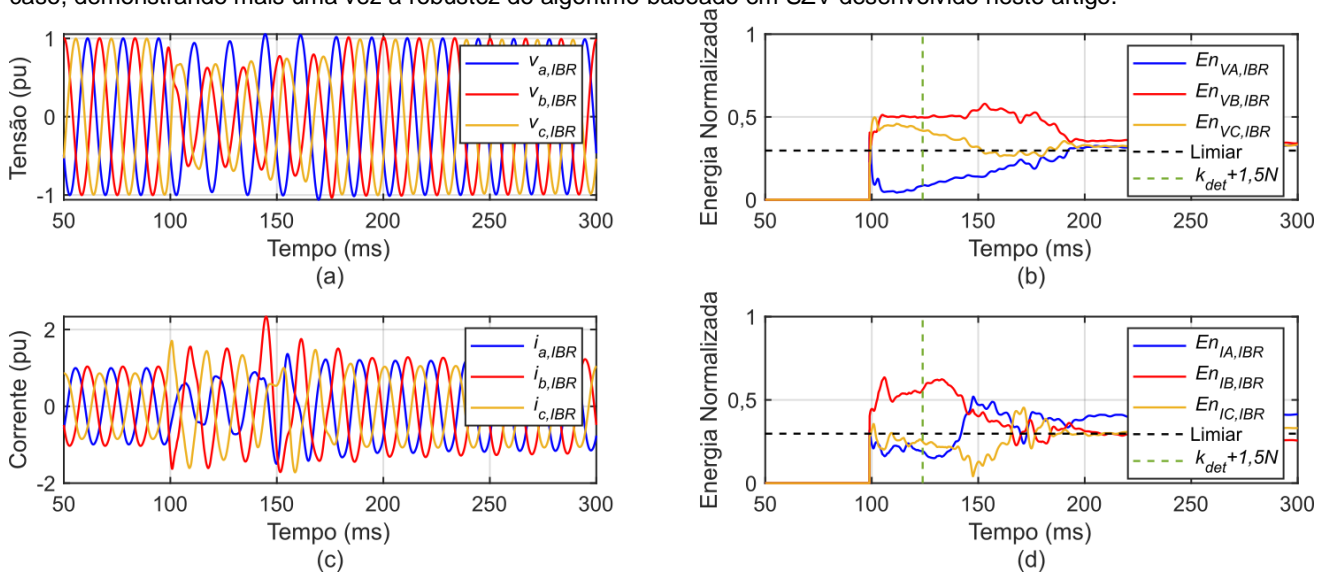 caso, demonstrando mais uma vez a robustez do algoritmo baseado em SZV desenvolvido neste artigo.
1
0
-1
Tensão (pu)
50 100 150 200 250 300
Tempo (ms)
(a)
v_a,IBR
v_b,IBR
v_c,IBR
1
0,5
0
Energia Normalizada
50 100 150 200 250 300
Tempo (ms)
(b)
En_VA,IBR
En_VB,IBR
En_VC,IBR
Limiar
k_det+1,5N
2
0
-2
Corrente (pu)
50 100 150 200 250 300
Tempo (ms)
(c)
i_a,IBR
i_b,IBR
i_c,IBR
1
0,5
0
Energia Normalizada
50 100 150 200 250 300
Tempo (ms)
(d)
En_IA,IBR
En_IB,IBR
En_IC,IBR
Limiar
k_det+1,5N